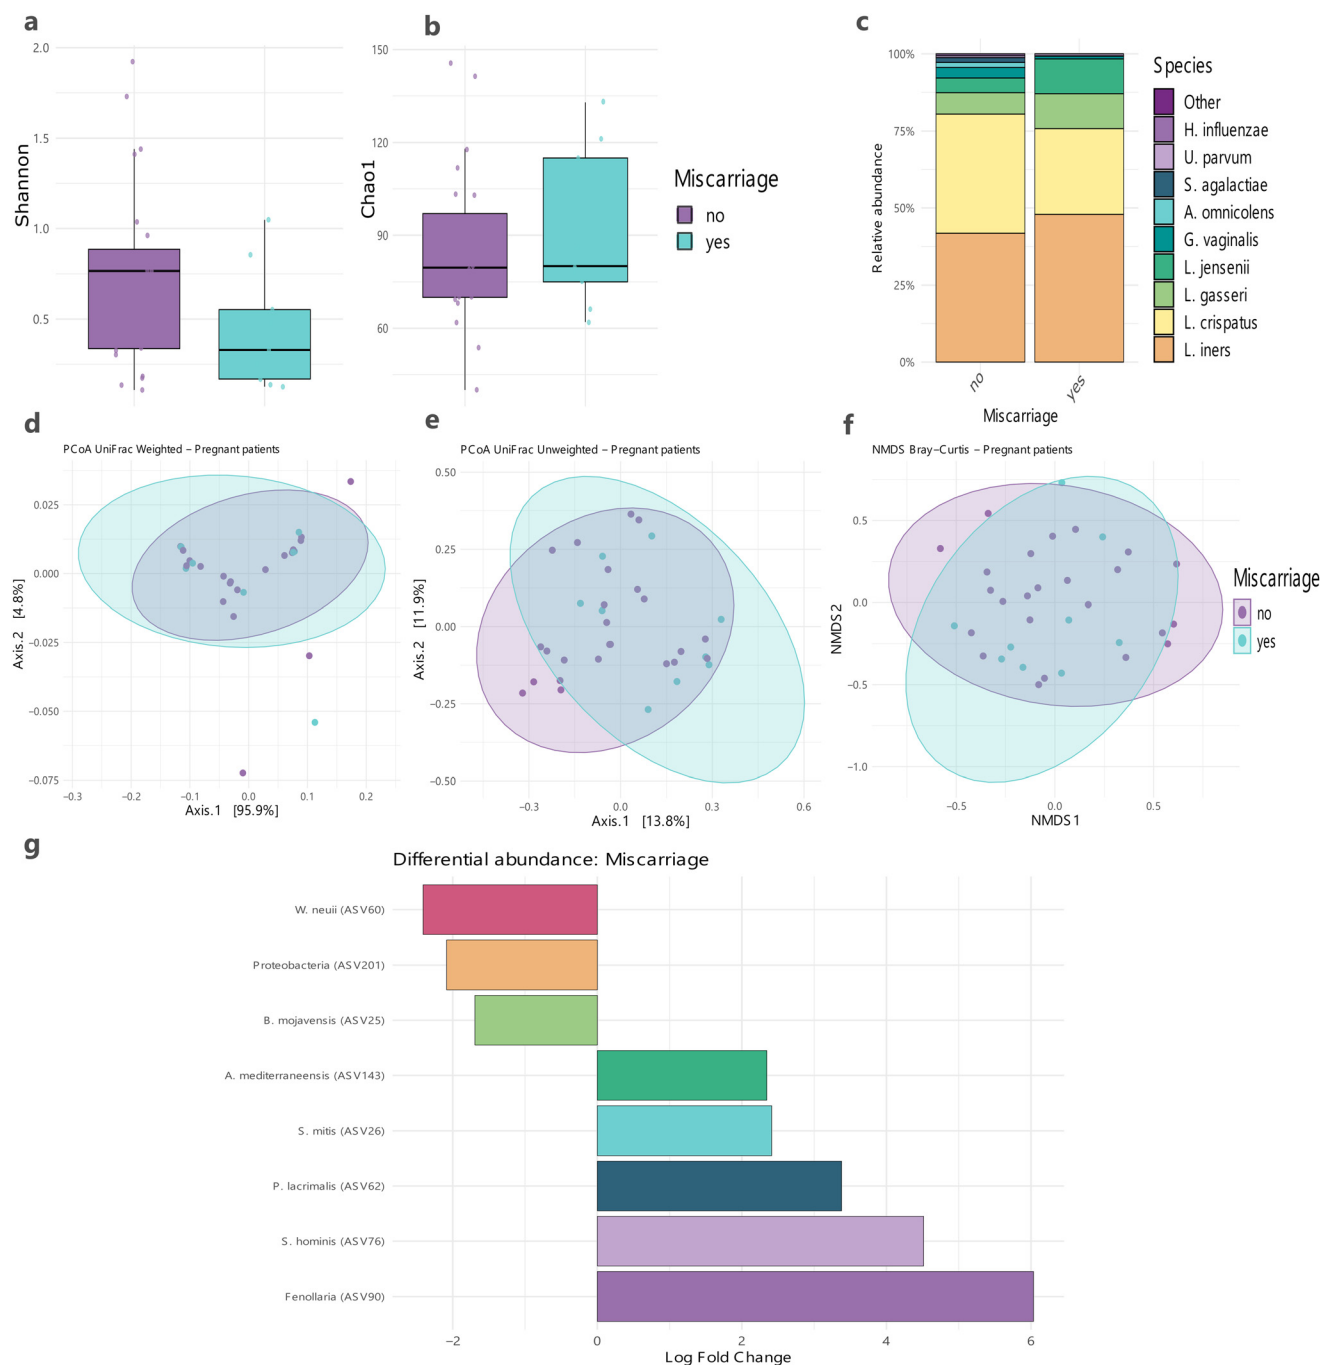 a
2.0
1.5
1.0
0.5
Shannon
b
150
120
90
60
Chao1
Miscarriage
no
yes
c
100%
75%
50%
25%
0%
Relative abundance
no
yes
Miscarriage
Species
Other
H. influenzae
U. parvum
S. agalactiae
A. omnicolens
G. vaginalis
L. jensenii
L. gasseri
L. crispatus
L. iners
d
PCoA UniFrac Weighted – Pregnant patients
0.025
0.000
−0.025
−0.050
−0.075
Axis.2 [4.8%]
−0.3 −0.2 −0.1 0.0 0.1 0.2
Axis.1 [95.9%]
e
PCoA UniFrac Unweighted – Pregnant patients
0.50
0.25
0.00
−0.25
−0.50
Axis.2 [11.9%]
−0.3 0.0 0.3 0.6
Axis.1 [13.8%]
f
NMDS Bray–Curtis – Pregnant patients
0.5
0.0
−0.5
−1.0
NMDS2
−0.5 0.0 0.5
NMDS1
Miscarriage
no
yes
g
Differential abundance: Miscarriage
W. neuii (ASV60)
Proteobacteria (ASV201)
B. mojavensis (ASV25)
A. mediterraneensis (ASV143)
S. mitis (ASV26)
P. lacrimalis (ASV62)
S. hominis (ASV76)
Fenollaria (ASV90)
−2 0 2 4 6
Log Fold Change